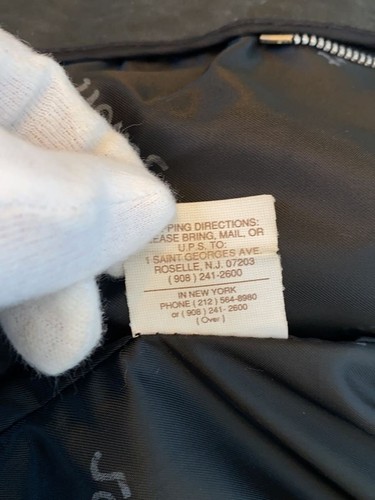 PING DIRECTIONS:
EASE BRING, MAIL, OR
U.P.S. TO:
1 SAINT GEORGES AVE.
ROSELLE, N.J. 07203
( 908 ) 241-2600
IN NEW YORK
PHONE ( 212 ) 564-8980
or ( 908 ) 241-2600
( Over )